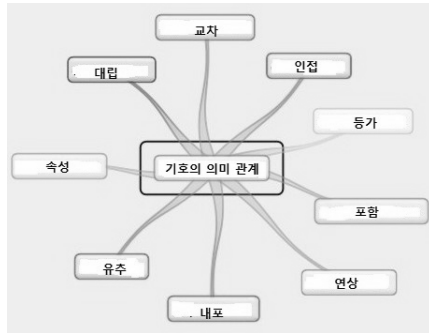 교차
대립
인접
등가
속성
기호의 의미 관계
포함
유추
연상
. 내포